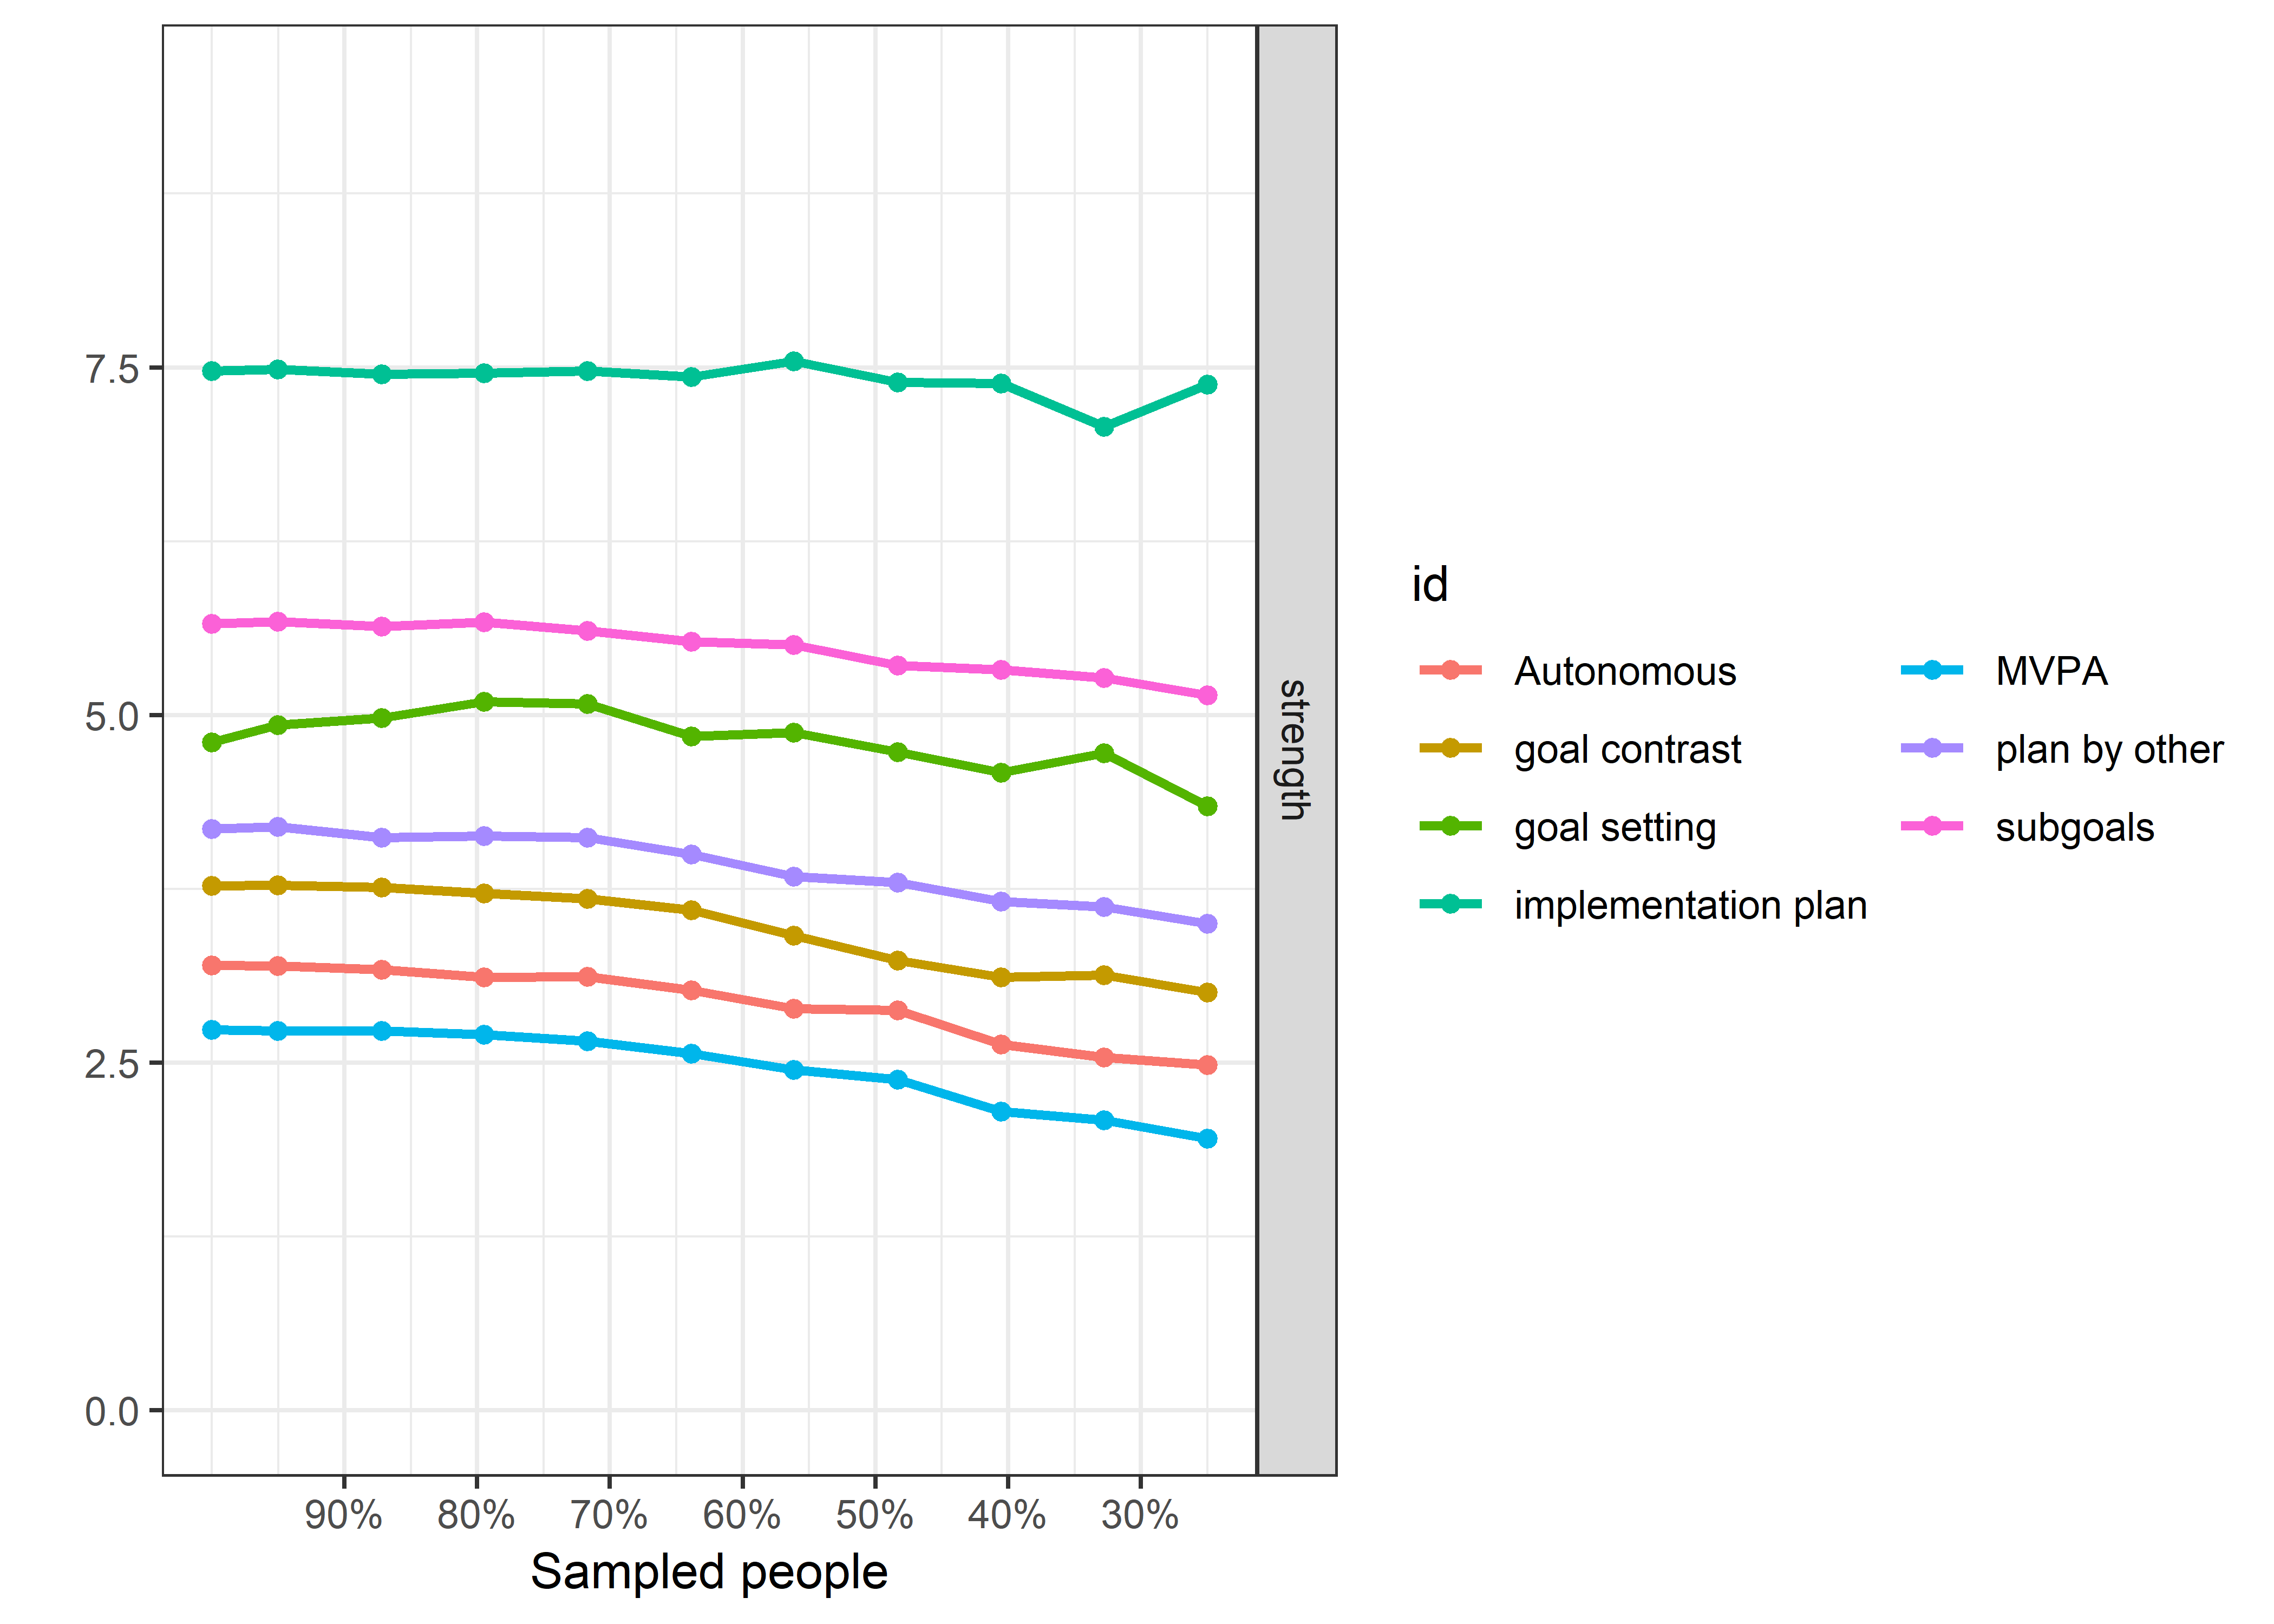 7.5
5.0
2.5
0.0
90% 80% 70% 60% 50% 40% 30%
Sampled people
strength
id
Autonomous
goal contrast
goal setting
implementation plan
MVPA
plan by other
subgoals